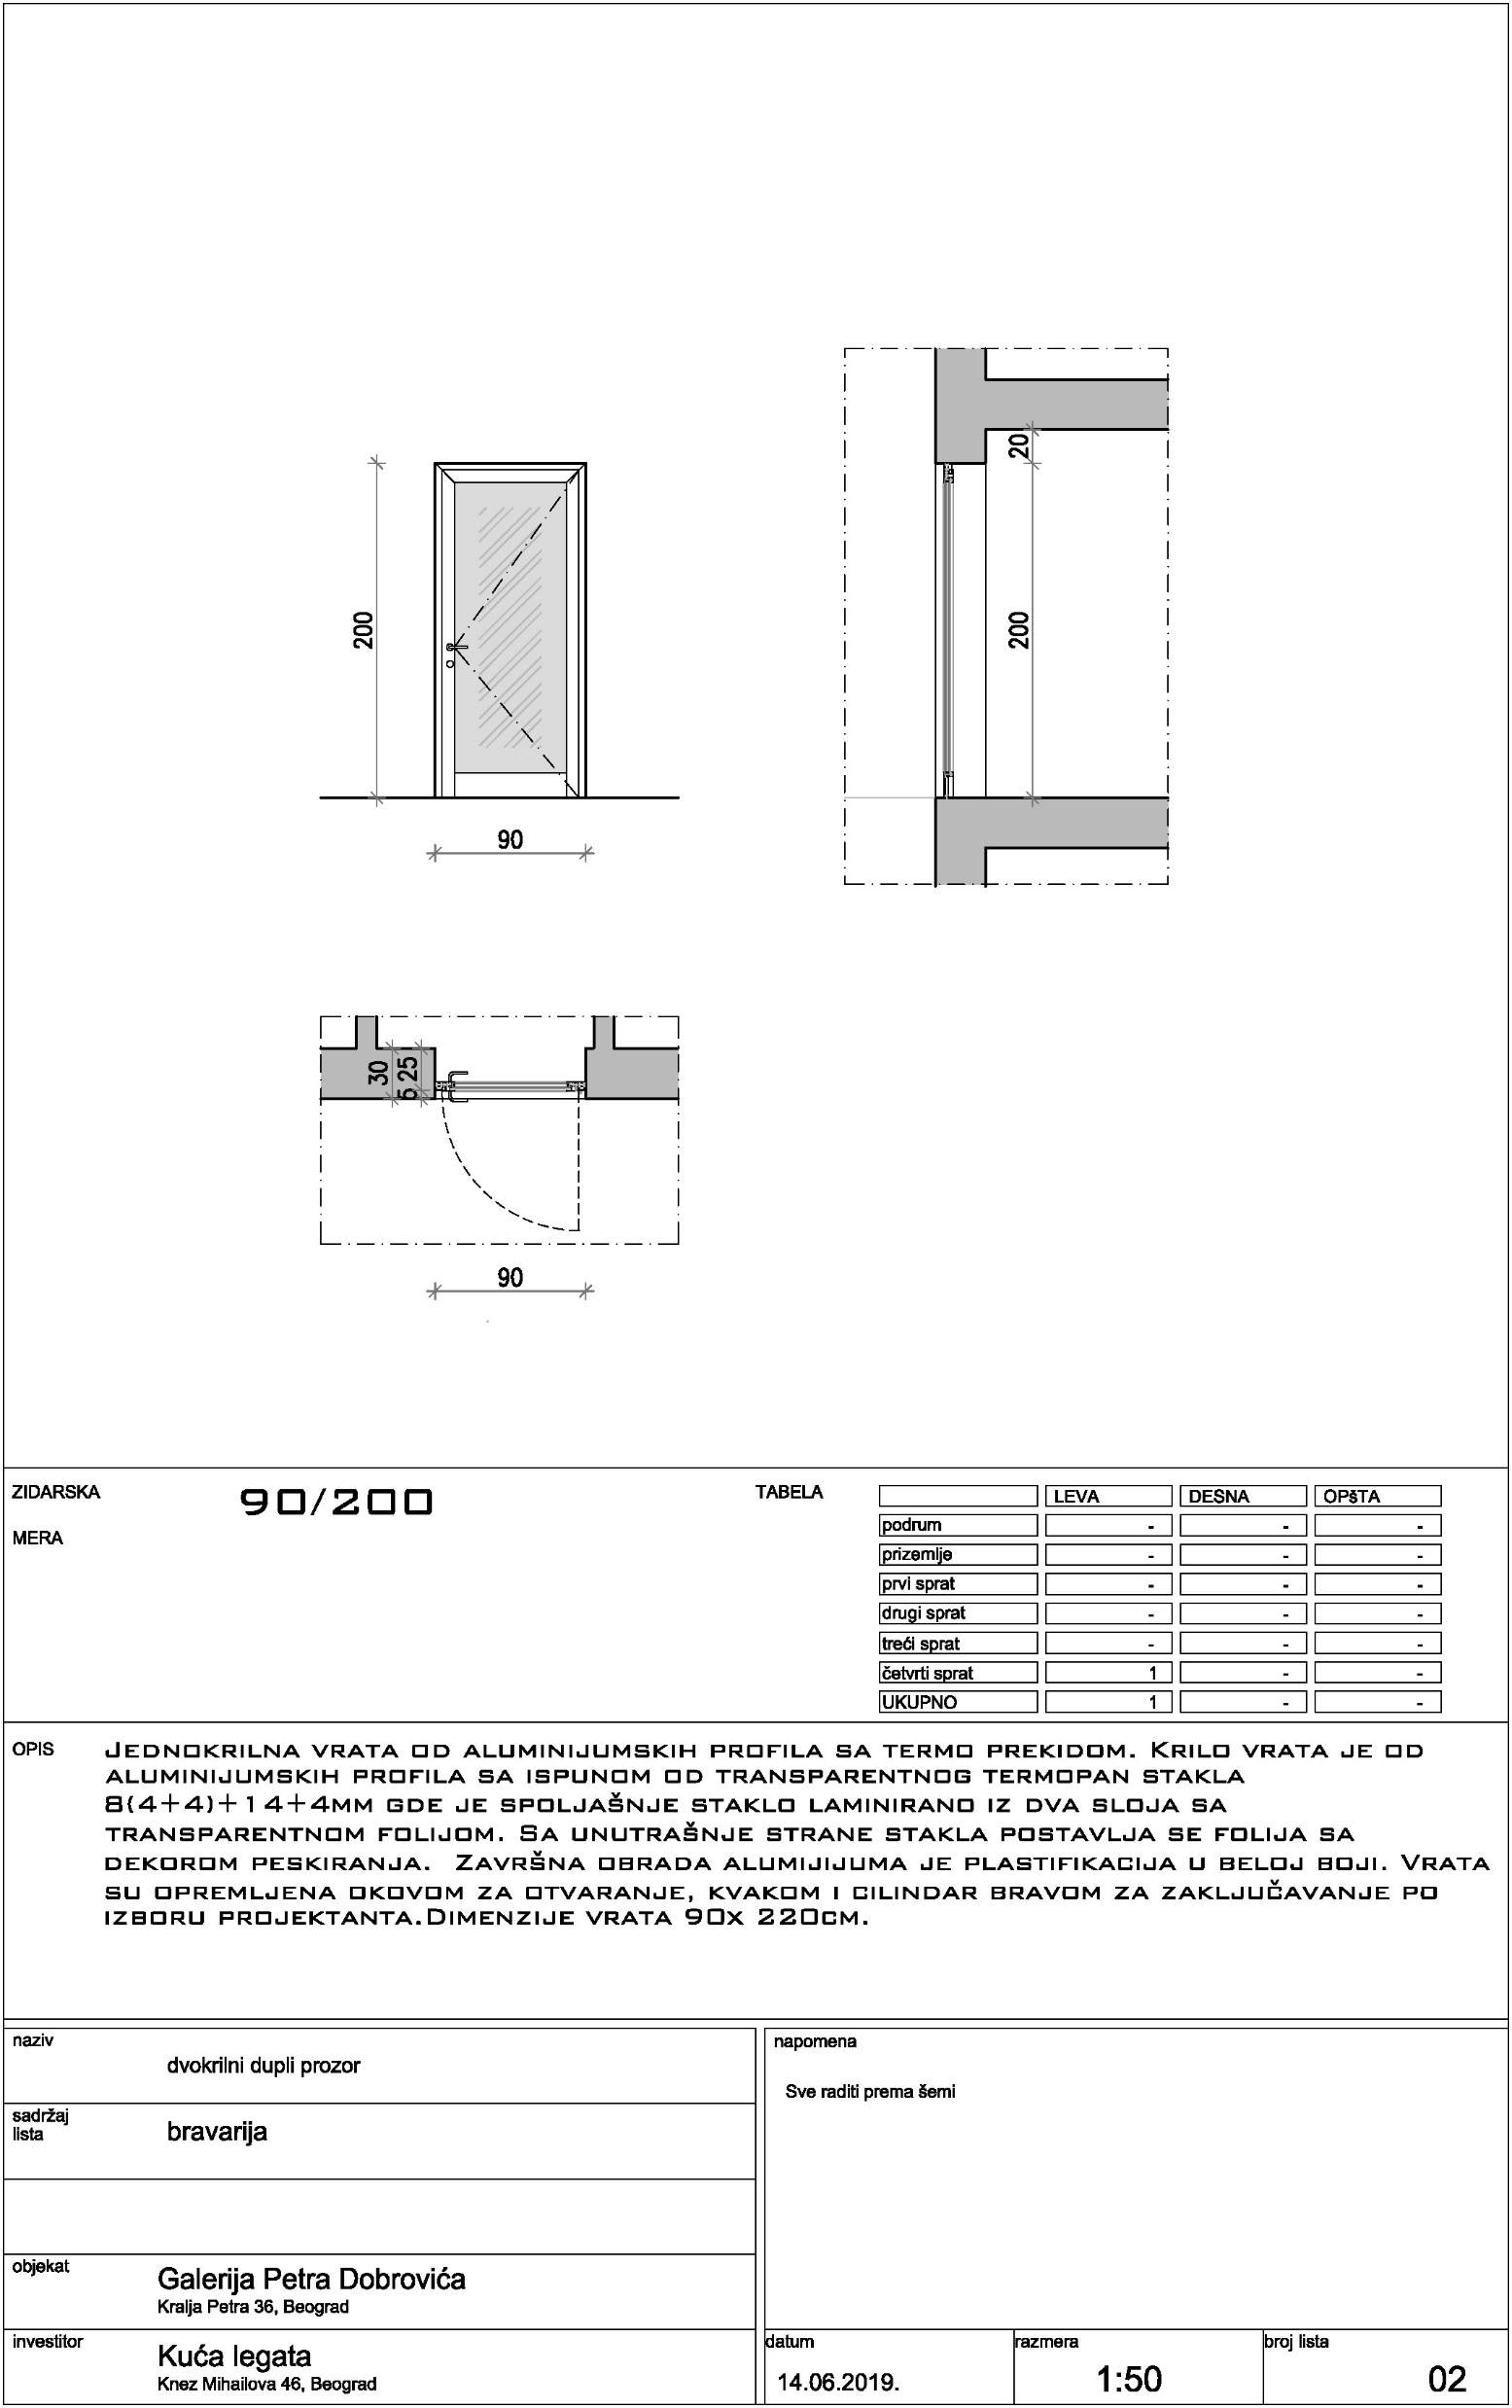 20
200
200
90
30
25
5
90
ZIDARSKA
MERA
90/200
TABELA
LEVA DESNA OPšTA
podrum - - -
prizemlje - - -
prvi sprat - - -
drugi sprat - - -
treći sprat - - -
četvrti sprat 1 - -
UKUPNO 1 - -
OPIS
JEDNOKRILNA VRATA OD ALUMINIJUMSKIH PROFILA SA TERMO PREKIDOM. KRILO VRATA JE OD
ALUMINIJUMSKIH PROFILA SA ISPUNOM OD TRANSPARENTNOG TERMOPAN STAKLA
8(4+4)+14+4MM GDE JE SPOLJAŠNJE STAKLO LAMINIRANO IZ DVA SLOJA SA
TRANSPARENTNOM FOLIJOM. SA UNUTRAŠNJE STRANE STAKLA POSTAVLJA SE FOLIJA SA
DEKOROM PESKIRANJA. ZAVRŠNA OBRADA ALUMIJIJUMA JE PLASTIFIKACIJA U BELOJ BOJI. VRATA
SU OPREMLJENA OKOVOM ZA OTVARANJE, KVAKOM I CILINDAR BRAVOM ZA ZAKLJUČAVANJE PO
IZBORU PROJEKTANTA.DIMENZIJE VRATA 90X 220CM.
naziv
dvokrilni dupli prozor
sadržaj
lista
bravarija
objekat
Galerija Petra Dobrovića
Kralja Petra 36, Beograd
investitor
Kuća legata
Knez Mihailova 46, Beograd
napomena
Sve raditi prema šemi
datum
14.06.2019.
razmera
1:50
broj lista
02